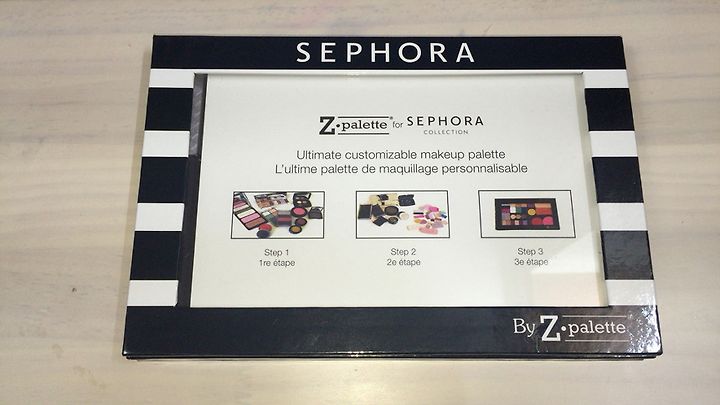 SEPHORA
Z•palette® for SEPHORA
COLLECTION
Ultimate customizable makeup palette
L'ultime palette de maquillage personnalisable
Step 1
1re étape
Step 2
2e étape
Step 3
3e étape
By Z•palette®